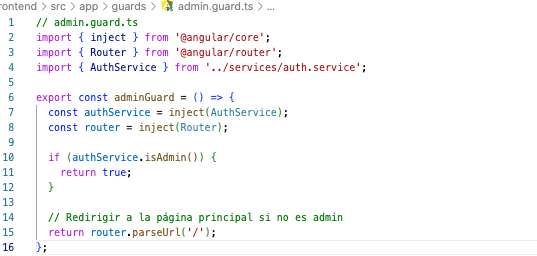 rontend > src > app > guards > admin.guard.ts > ...
1 // admin.guard.ts
2 import { inject } from '@angular/core';
3 import { Router } from '@angular/router';
4 import { AuthService } from '../services/auth.service';
5
6 export const adminGuard = () => {
7 const authService = inject(AuthService);
8 const router = inject(Router);
9
10 if (authService.isAdmin()) {
11 return true;
12 }
13
14 // Redirigir a la página principal si no es admin
15 return router.parseUrl('/');
16 };